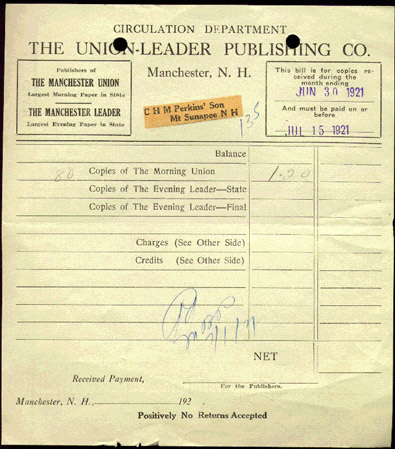 CIRCULATION DEPARTMENT
THE UNION-LEADER PUBLISHING CO.
Manchester, N. H.
Publishers of
THE MANCHESTER UNION
Largest Morning Paper in State
THE MANCHESTER LEADER
Largest Evening Paper in State
C H M Perkins' Son
Mt Sunapee N H
135
This bill is for copies re-
ceived during the
month ending
JUN 30 1921
And must be paid on or
before
JUL 15 1921
Balance
80 Copies of The Morning Union 1.20
Copies of The Evening Leader—State
Copies of The Evening Leader—Final
Charges (See Other Side)
Credits (See Other Side)
NET
Received Payment,
For the Publishers.
Manchester, N. H., 192 .
Positively No Returns Accepted